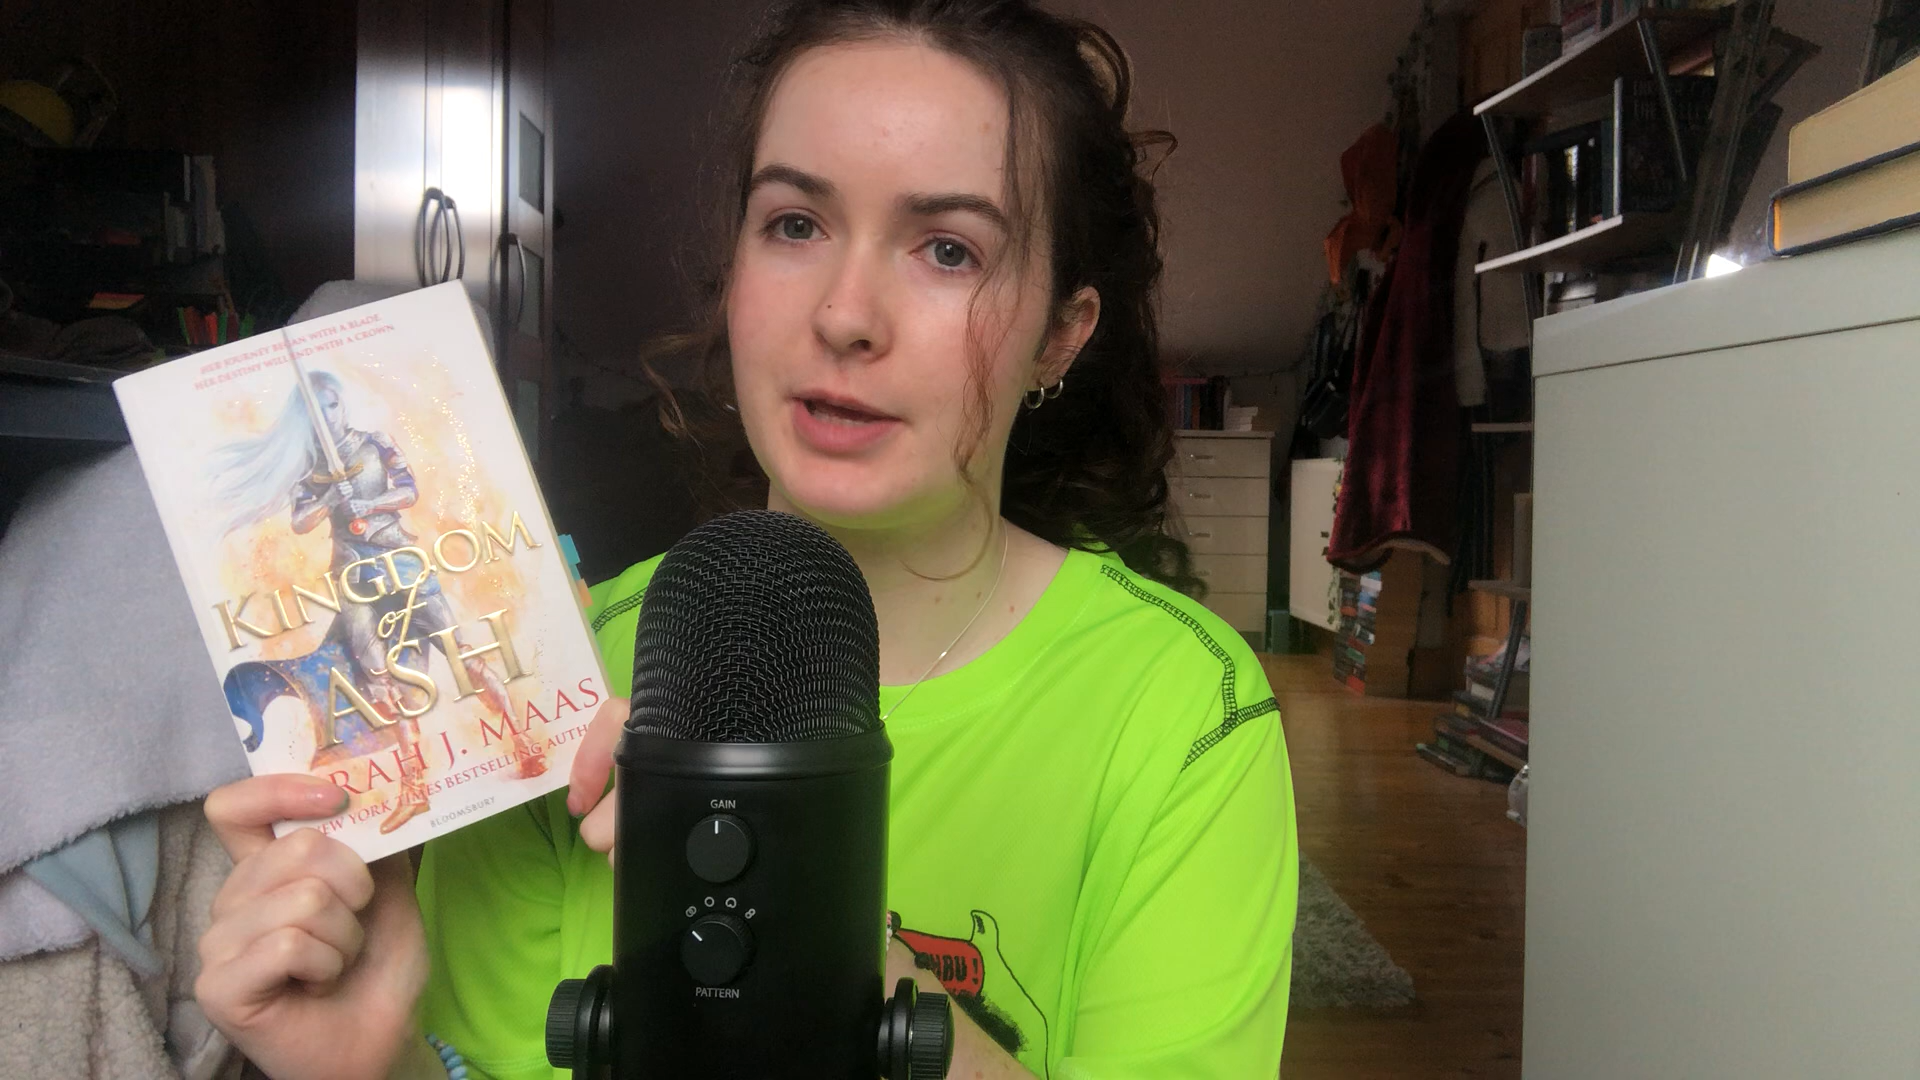 HER JOURNEY BEGAN WITH A BLADE.
HER DESTINY WILL END WITH A CROWN
KINGDOM
of
ASH
RAH J. MAAS
NEW YORK TIMES BESTSELLING AUTH
BLOOMSBURY
GAIN
PATTERN